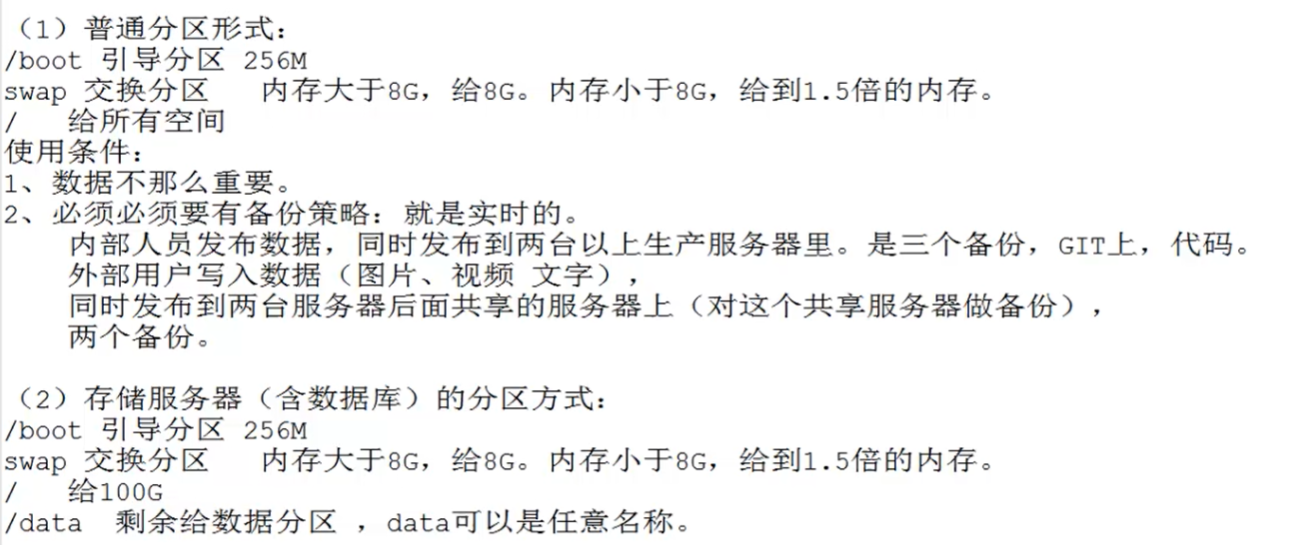 （1）普通分区形式：
/boot 引导分区 256M
swap 交换分区 内存大于8G，给8G。内存小于8G，给到1.5倍的内存。
/ 给所有空间
使用条件：
1、数据不那么重要。
2、必须必须要有备份策略：就是实时的。
内部人员发布数据，同时发布到两台以上生产服务器里。是三个备份，GIT上，代码。
外部用户写入数据（图片、视频 文字），
同时发布到两台服务器后面共享的服务器上（对这个共享服务器做备份），
两个备份。
（2）存储服务器（含数据库）的分区方式：
/boot 引导分区 256M
swap 交换分区 内存大于8G，给8G。内存小于8G，给到1.5倍的内存。
/ 给100G
/data 剩余给数据分区 ，data可以是任意名称。